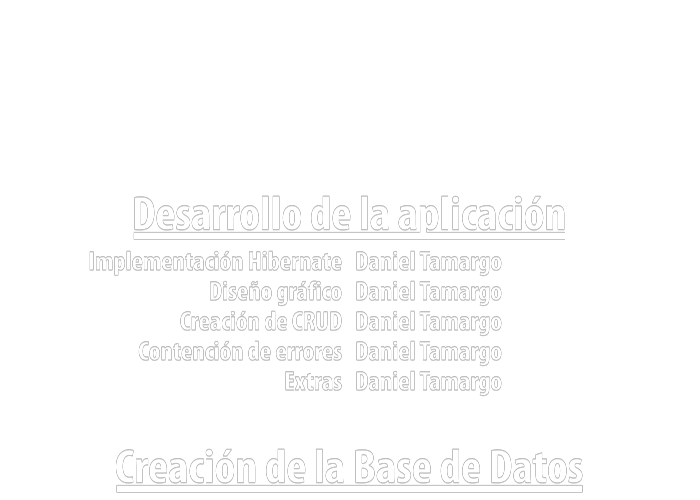 Desarrollo de la aplicación
Implementación Hibernate Daniel Tamargo
Diseño gráfico Daniel Tamargo
Creación de CRUD Daniel Tamargo
Contención de errores Daniel Tamargo
Extras Daniel Tamargo
Creación de la Base de Datos